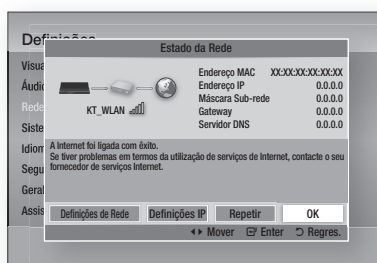 Definições
Estado da Rede
Endereço MAC XX:XX:XX:XX:XX:XX
Endereço IP 0.0.0.0
Máscara Sub-rede 0.0.0.0
Gateway 0.0.0.0
Servidor DNS 0.0.0.0
KT_WLAN
Visua
Áudio
Rede
Siste
Idiom
Segu
Geral
Assis
A Internet foi ligada com êxito.
Se tiver problemas em termos da utilização de serviços de Internet, contacte o seu
fornecedor de serviços Internet.
Definições de Rede Definições IP Repetir OK
Mover Enter Regres.